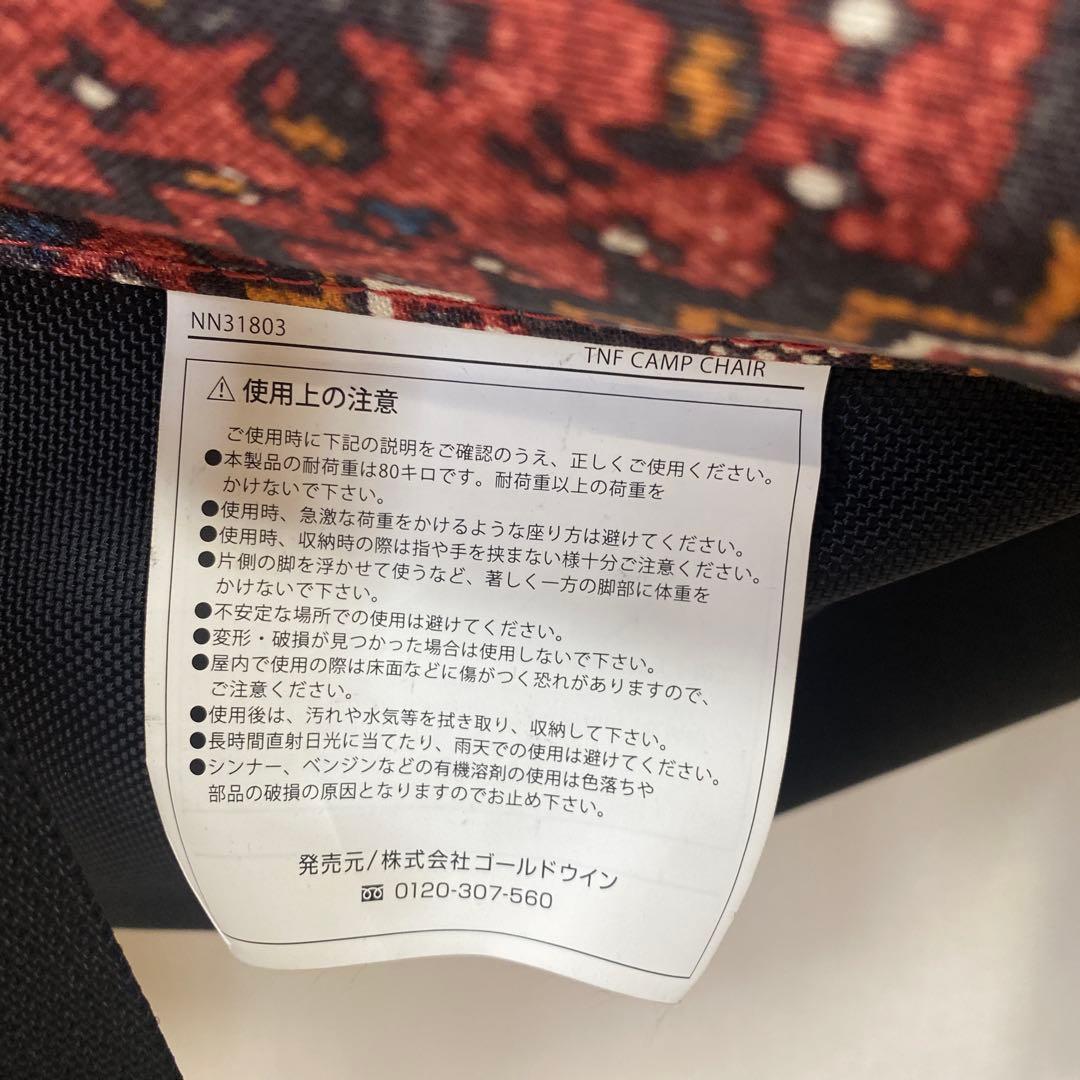 NN31803
TNF CAMP CHAIR
⚠使用上の注意
ご使用時に下記の説明をご確認のうえ、正しくご使用ください。
●本製品の耐荷重は80キロです。耐荷重以上の荷重を
かけないで下さい。
●使用時、急激な荷重をかけるような座り方は避けてください。
●使用時、収納時の際は指や手を挟まない様十分ご注意ください。
●片側の脚を浮かせて使うなど、著しく一方の脚部に体重を
かけないで下さい。
●不安定な場所での使用は避けてください。
●変形・破損が見つかった場合は使用しないで下さい。
●屋内で使用の際は床面などに傷がつく恐れがありますので、
ご注意ください。
●使用後は、汚れや水気等を拭き取り、収納して下さい。
●長時間直射日光に当てたり、雨天での使用は避けてください。
●シンナー、ベンジンなどの有機溶剤の使用は色落ちや
部品の破損の原因となりますのでお止め下さい。
発売元/株式会社ゴールドウイン
0120-307-560